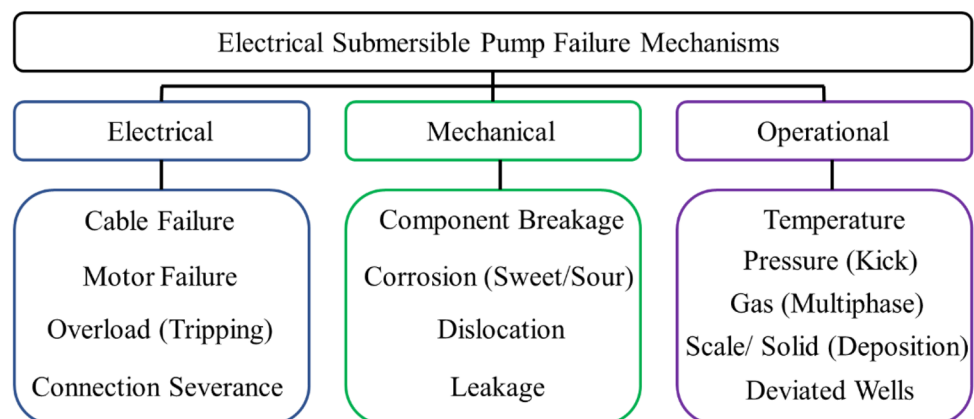 Electrical Submersible Pump Failure Mechanisms
Electrical
Mechanical
Operational
Cable Failure
Motor Failure
Overload (Tripping)
Connection Severance
Component Breakage
Corrosion (Sweet/Sour)
Dislocation
Leakage
Temperature
Pressure (Kick)
Gas (Multiphase)
Scale/ Solid (Deposition)
Deviated Wells